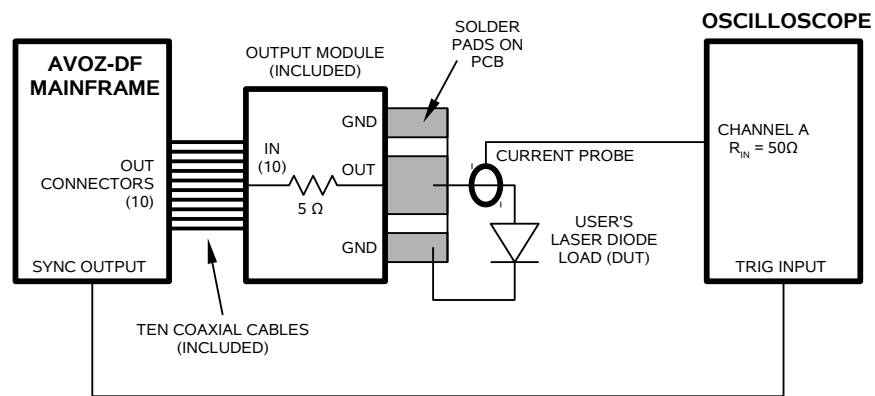 OSCILLOSCOPE
SOLDER
PADS ON
PCB
OUTPUT MODULE
(INCLUDED)
AVOZ-DF
MAINFRAME
GND
IN
(10)
OUT
5 Ω
GND
CURRENT PROBE
CHANNEL A
RIN = 50Ω
OUT
CONNECTORS
(10)
USER'S
LASER DIODE
LOAD (DUT)
SYNC OUTPUT
TRIG INPUT
TEN COAXIAL CABLES
(INCLUDED)